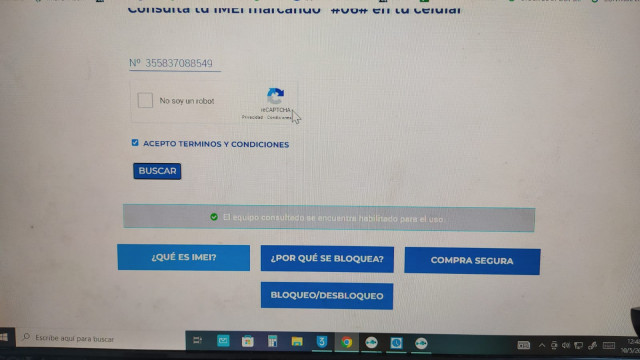 Consulta tu IMEI marcando *#06# en tu celular
Nº 355837088549
No soy un robot
reCAPTCHA
Privacidad - Condiciones
ACEPTO TERMINOS Y CONDICIONES
BUSCAR
El equipo consultado se encuentra habilitado para el uso.
¿QUÉ ES IMEI?
¿POR QUÉ SE BLOQUEA?
COMPRA SEGURA
BLOQUEO/DESBLOQUEO
Escribe aquí para buscar